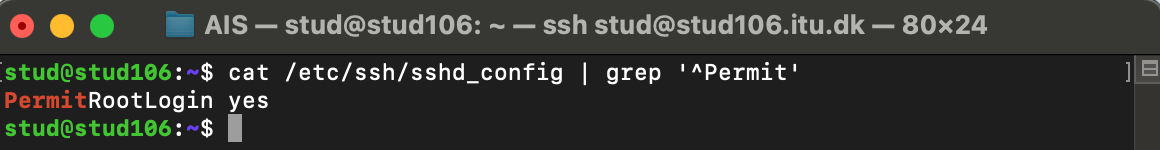 AIS — stud@stud106: ~ — ssh stud@stud106.itu.dk — 80×24
[stud@stud106:~$ cat /etc/ssh/sshd_config | grep '^Permit' ]
PermitRootLogin yes
stud@stud106:~$